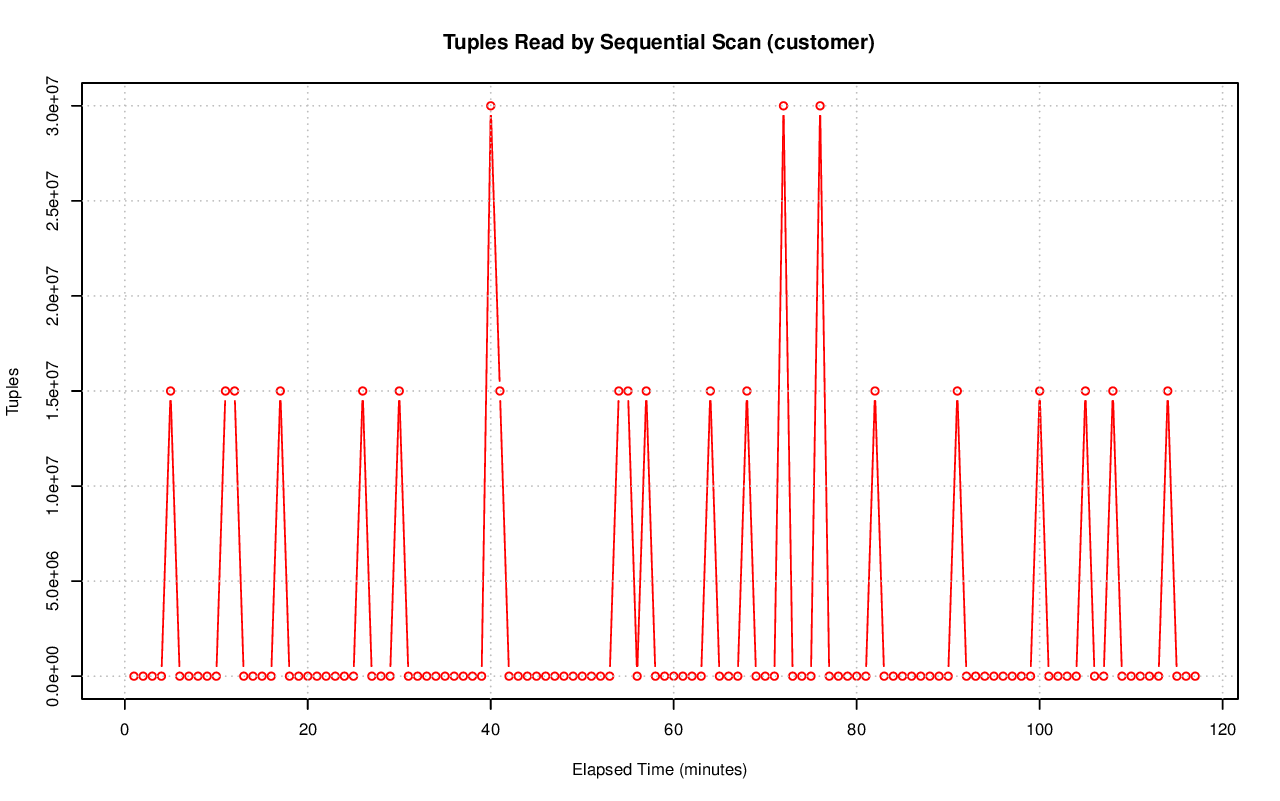 Tuples Read by Sequential Scan (customer)
Tuples
3.0e+07
2.5e+07
2.0e+07
1.5e+07
1.0e+07
5.0e+06
0.0e+00
0 20 40 60 80 100 120
Elapsed Time (minutes)